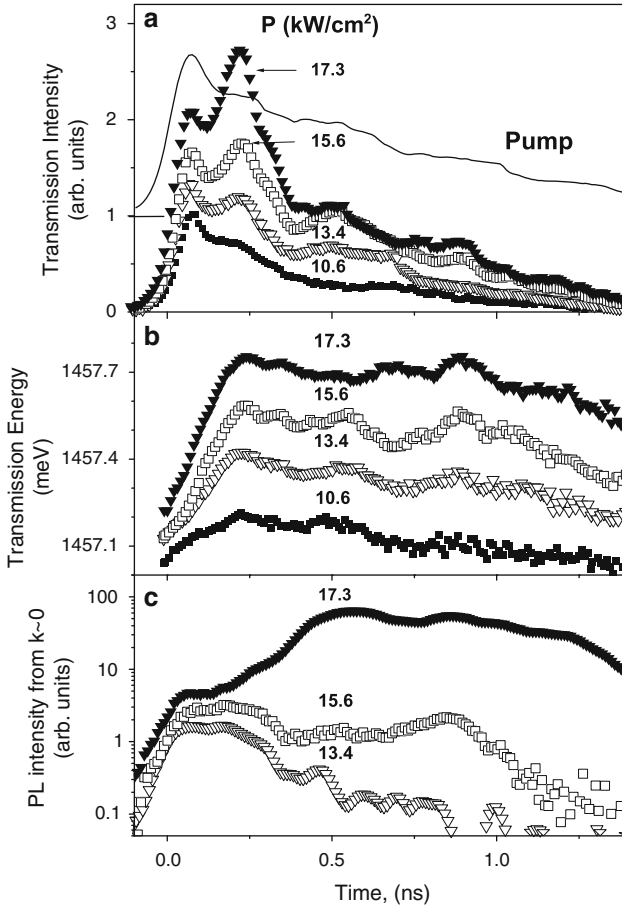 a
P (kW/cm²)
17.3
15.6
Pump
13.4
10.6
3
2
1
0
Transmission Intensity
(arb. units)
b
17.3
15.6
13.4
10.6
1457.7
1457.4
1457.1
Transmission Energy
(meV)
c
17.3
15.6
13.4
100
10
1
0.1
PL intensity from k~0
(arb. units)
0.0
0.5
1.0
Time, (ns)